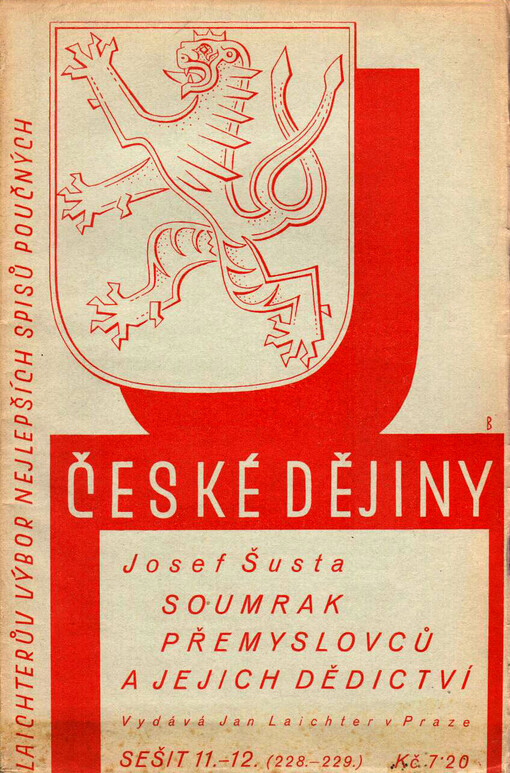 LAICHTERŮV VÝBOR NEJLEPŠÍCH SPISŮ POUČNÝCH
B
ČESKÉ DĚJINY
Josef Šusta
SOUMRAK
PŘEMYSLOVCŮ
A JEJICH DĚDICTVÍ
Vydává Jan Laichter v Praze
SEŠIT 11.–12. (228.–229.) Kč 7·20